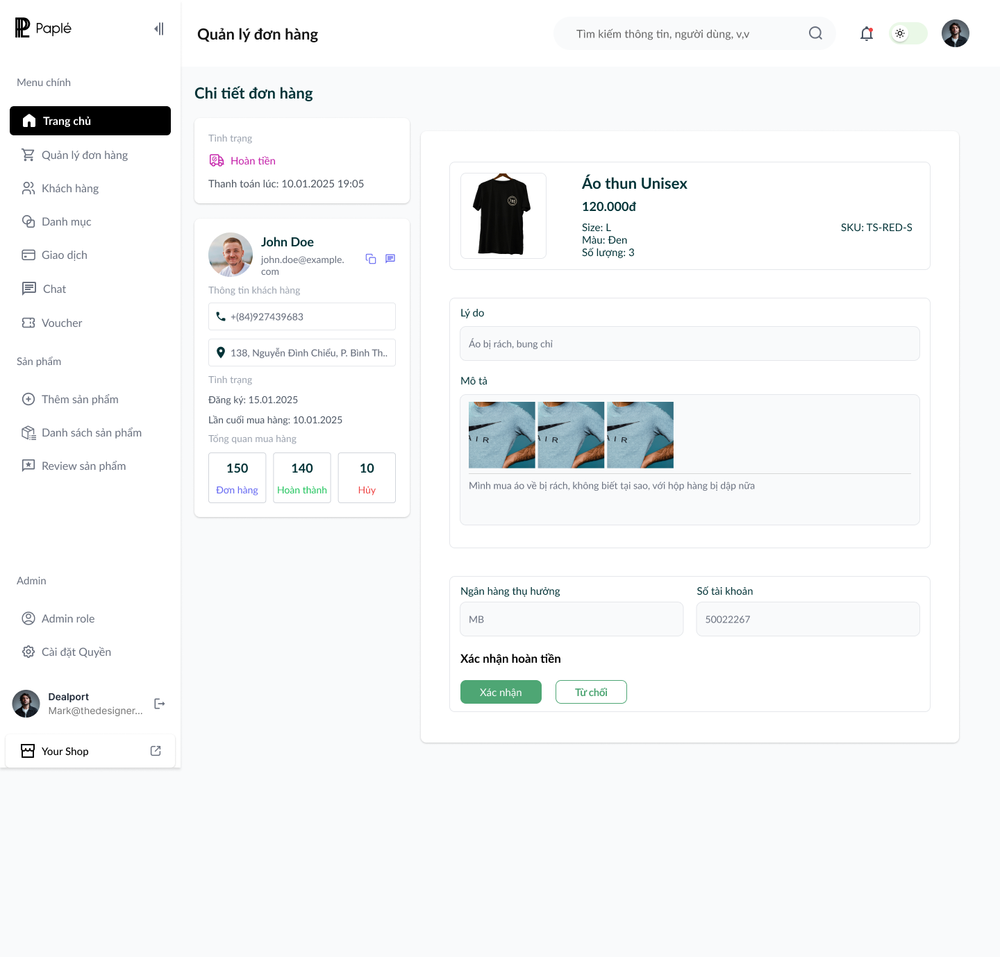 Paplé
Menu chính
Trang chủ
Quản lý đơn hàng
Khách hàng
Danh mục
Giao dịch
Chat
Voucher
Sản phẩm
Thêm sản phẩm
Danh sách sản phẩm
Review sản phẩm
Admin
Admin role
Cài đặt Quyền
Dealport
Mark@thedesigner...
Your Shop
Quản lý đơn hàng
Tìm kiếm thông tin, người dùng, v,v
Chi tiết đơn hàng
Tình trạng
Hoàn tiền
Thanh toán lúc: 10.01.2025 19:05
John Doe
john.doe@example.
com
Thông tin khách hàng
+(84)927439683
138, Nguyễn Đình Chiểu, P. Bình Th..
Tình trạng
Đăng ký: 15.01.2025
Lần cuối mua hàng: 10.01.2025
Tổng quan mua hàng
150
Đơn hàng
140
Hoàn thành
10
Hủy
Áo thun Unisex
120.000đ
Size: L
SKU: TS-RED-S
Màu: Đen
Số lượng: 3
Lý do
Áo bị rách, bung chỉ
Mô tả
AIR
AIR
AIR
Mình mua áo về bị rách, không biết tại sao, với hộp hàng bị dập nữa
Ngân hàng thụ hưởng
Số tài khoản
MB
50022267
Xác nhận hoàn tiền
Xác nhận
Từ chối